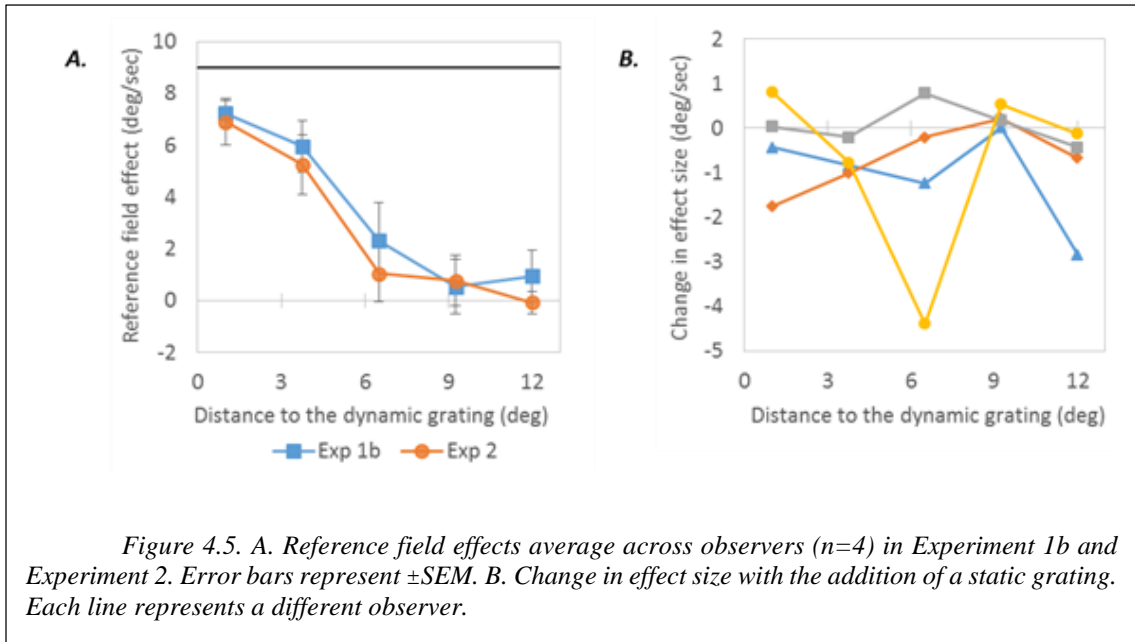 A.
10
8
6
4
2
0
-2
Reference field effect (deg/sec)
0 3 6 9 12
Distance to the dynamic grating (deg)
Exp 1b Exp 2
B.
2
1
0
-1
-2
-3
-4
-5
Change in effect size (deg/sec)
0 3 6 9 12
Distance to the dynamic grating (deg)
Figure 4.5. A. Reference field effects average across observers (n=4) in Experiment 1b and
Experiment 2. Error bars represent ±SEM. B. Change in effect size with the addition of a static grating.
Each line represents a different observer.